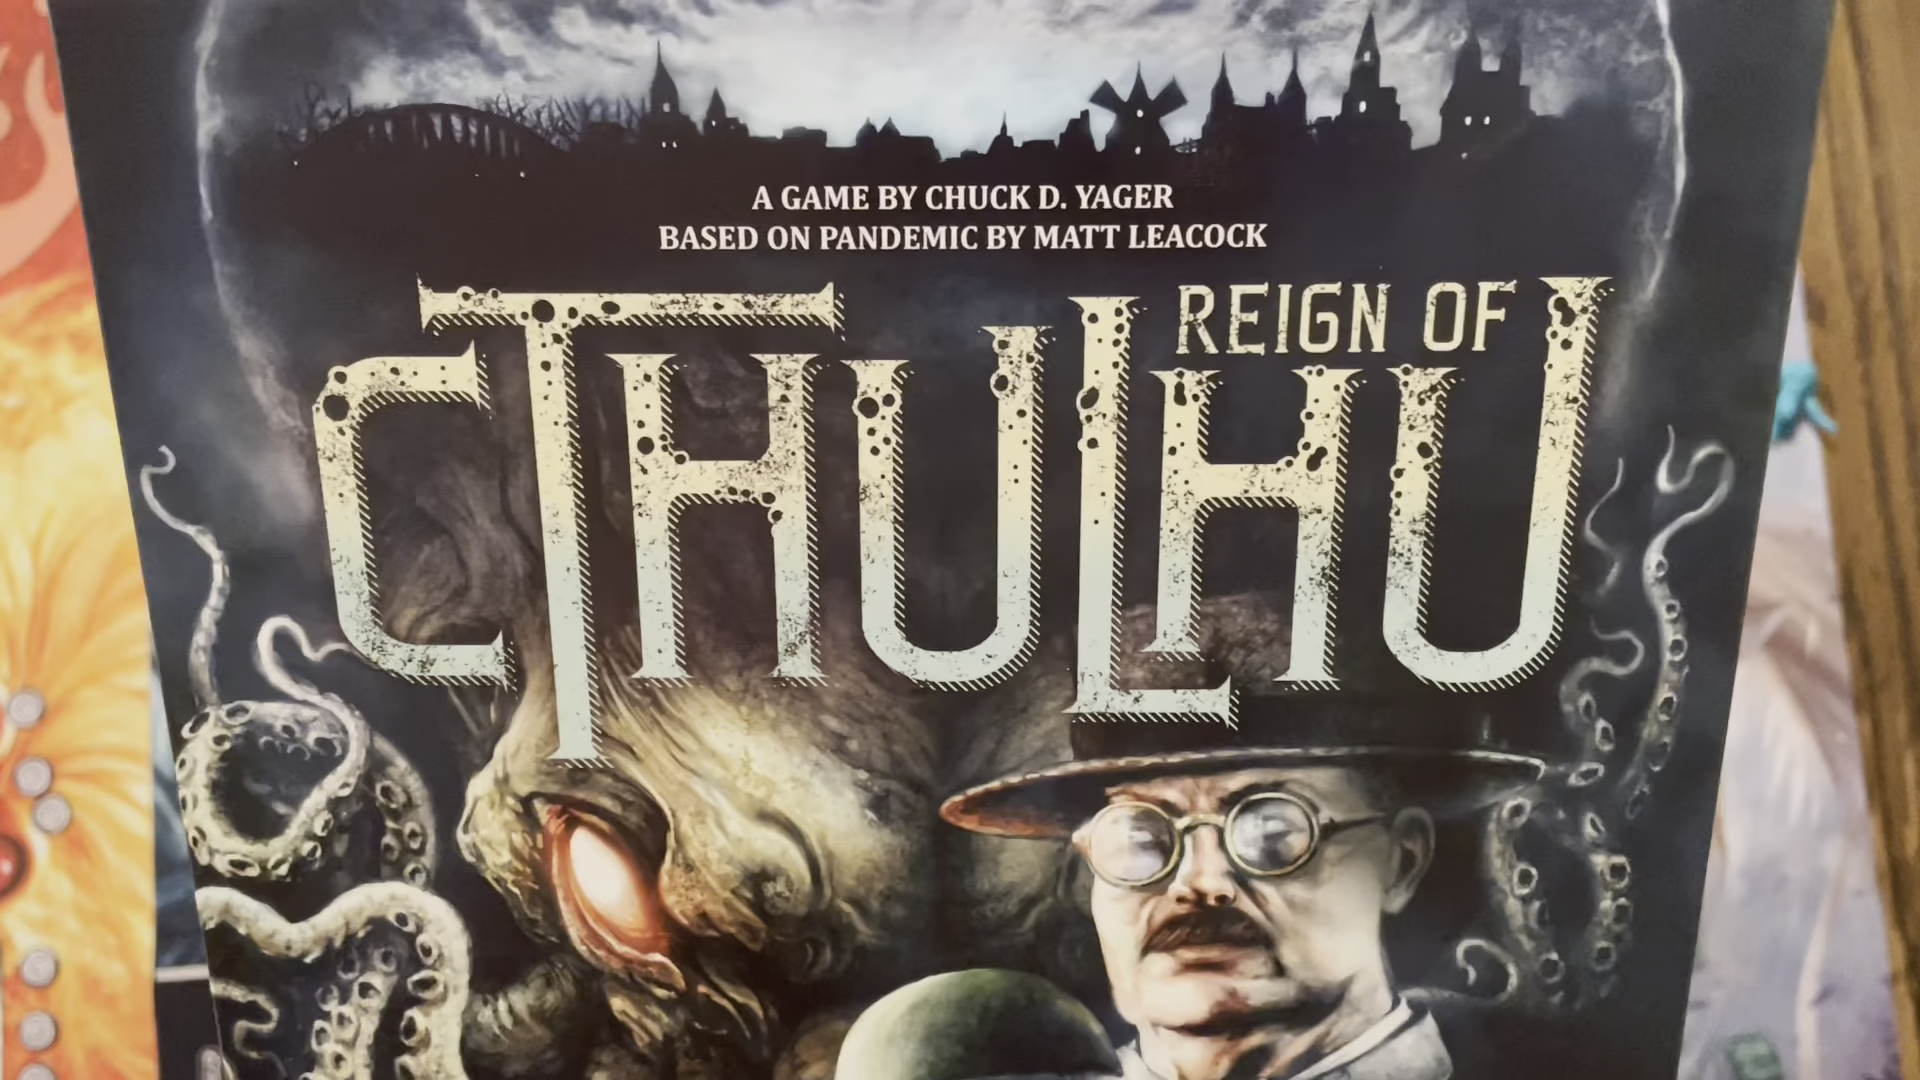 A GAME BY CHUCK D. YAGER
BASED ON PANDEMIC BY MATT LEACOCK
REIGN OF
CTHULHU